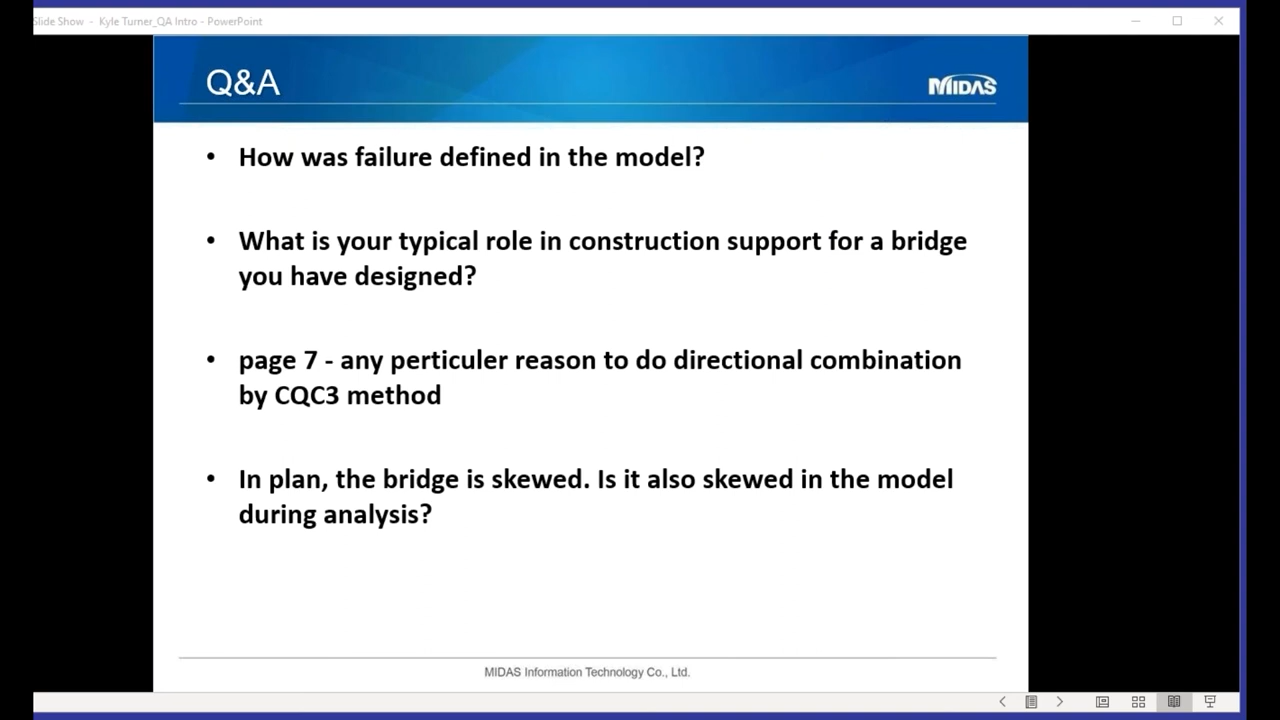 Slide Show - Kyle Turner_QA Intro - PowerPoint
Q&A
MIDAS
• How was failure defined in the model?
• What is your typical role in construction support for a bridge
you have designed?
• page 7 - any perticuler reason to do directional combination
by CQC3 method
• In plan, the bridge is skewed. Is it also skewed in the model
during analysis?
MIDAS Information Technology Co., Ltd.